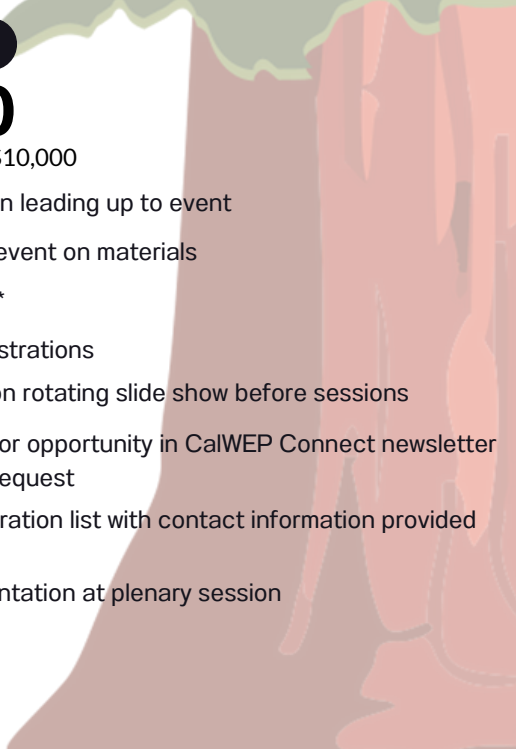 $10,000
n leading up to event
event on materials
*
strations
on rotating slide show before sessions
or opportunity in CalWEP Connect newsletter
equest
ration list with contact information provided
ntation at plenary session